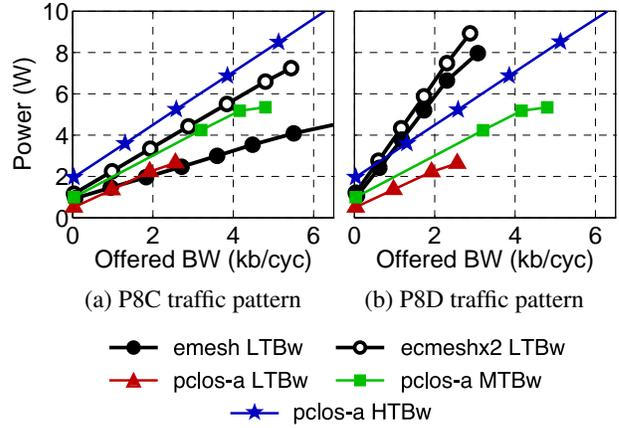 10
8
6
4
2
0
Power (W)
0 2 4 6
0 2 4 6
Offered BW (kb/cyc)
Offered BW (kb/cyc)
(a) P8C traffic pattern
(b) P8D traffic pattern
emesh LTBw
ecmeshx2 LTBw
pclos-a LTBw
pclos-a MTBw
pclos-a HTBw